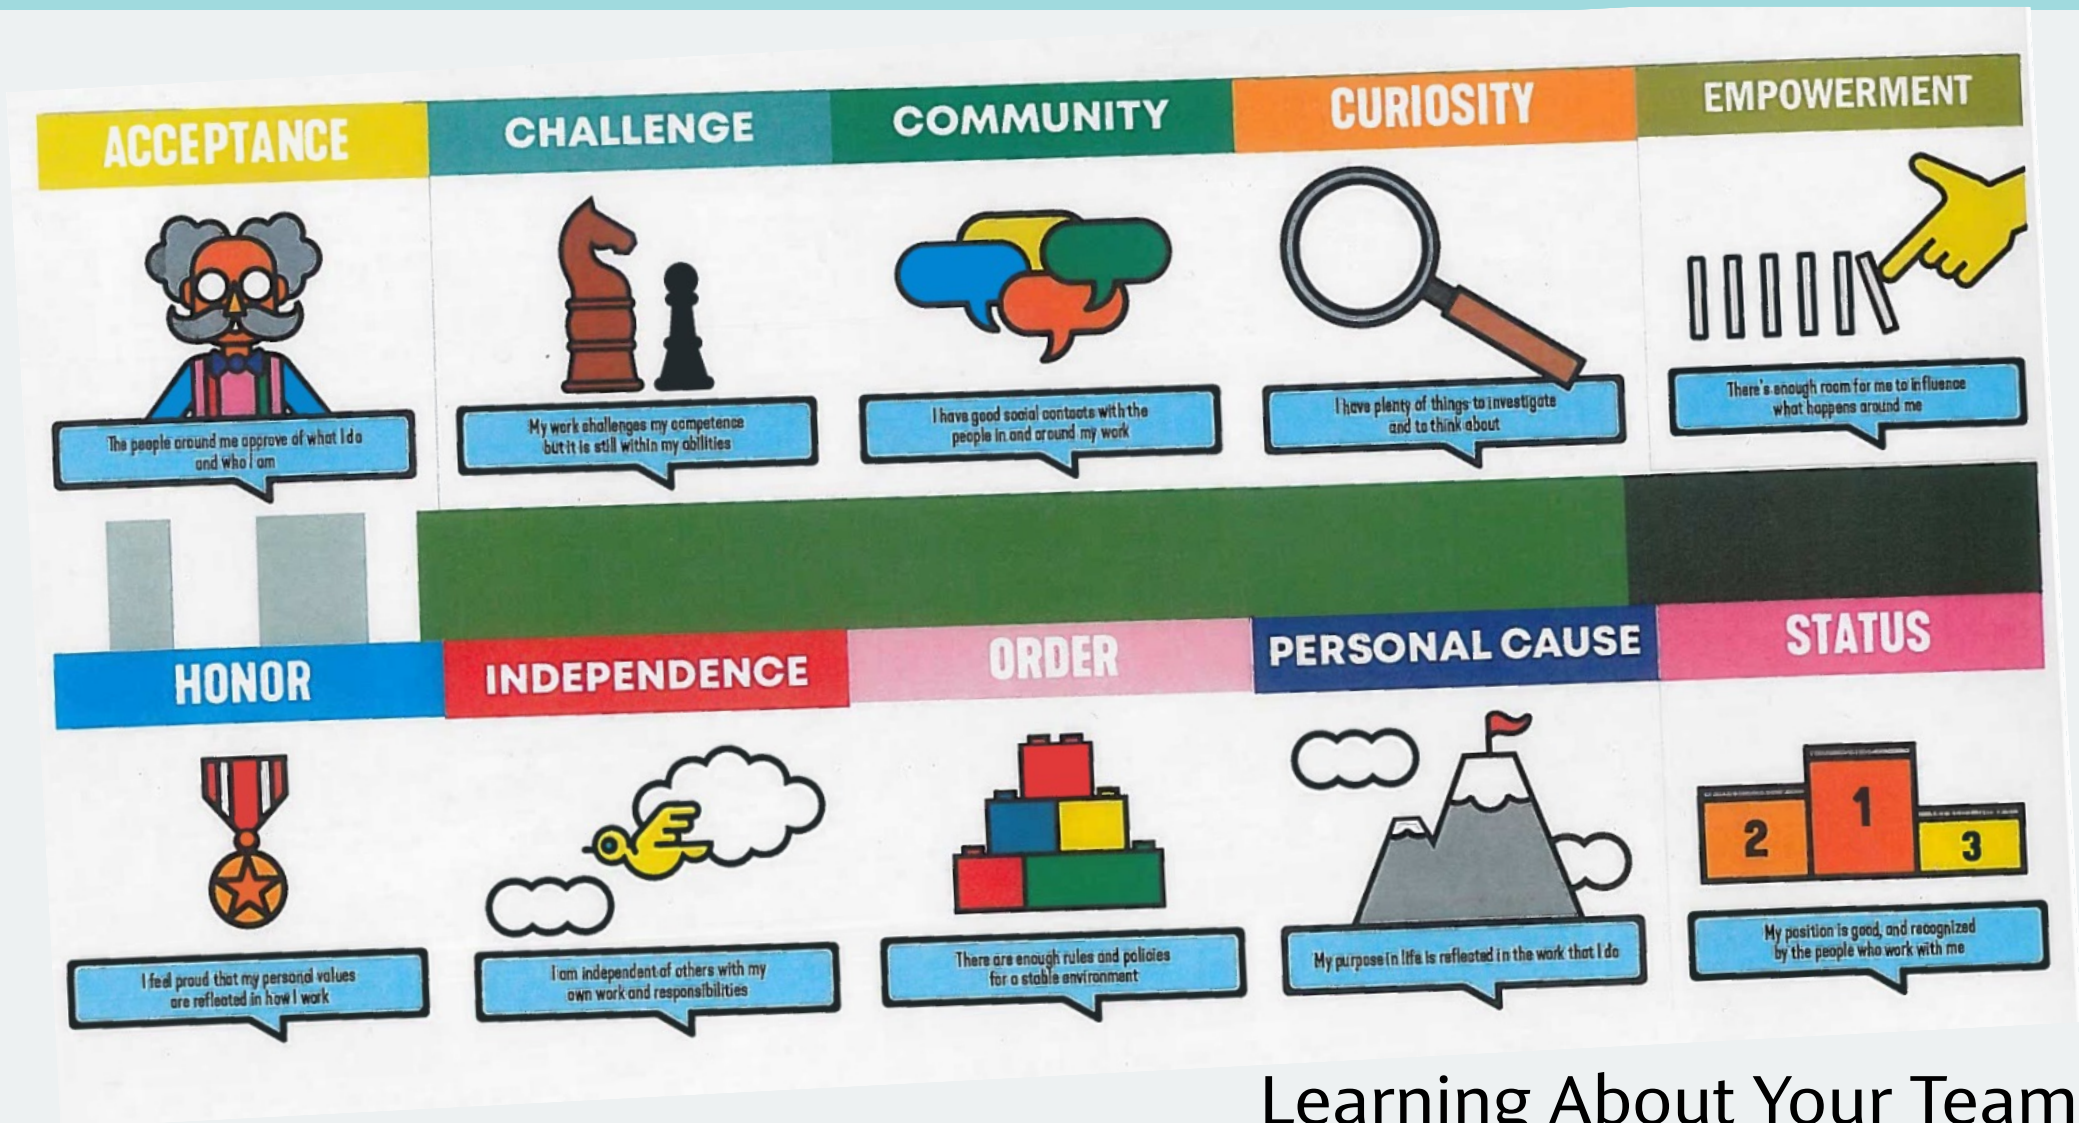 ACCEPTANCE
CHALLENGE
COMMUNITY
CURIOSITY
EMPOWERMENT
The people around me approve of what I do
and who I am
My work challenges my competence
but it is still within my abilities
I have good social contacts with the
people in and around my work
I have plenty of things to investigate
and to think about
There's enough room for me to influence
what happens around me
HONOR
INDEPENDENCE
ORDER
PERSONAL CAUSE
STATUS
2
1
3
I feel proud that my personal values
are reflected in how I work
I am independent of others with my
own work and responsibilities
There are enough rules and policies
for a stable environment
My purpose in life is reflected in the work that I do
My position is good, and recognized
by the people who work with me
Learning About Your Team